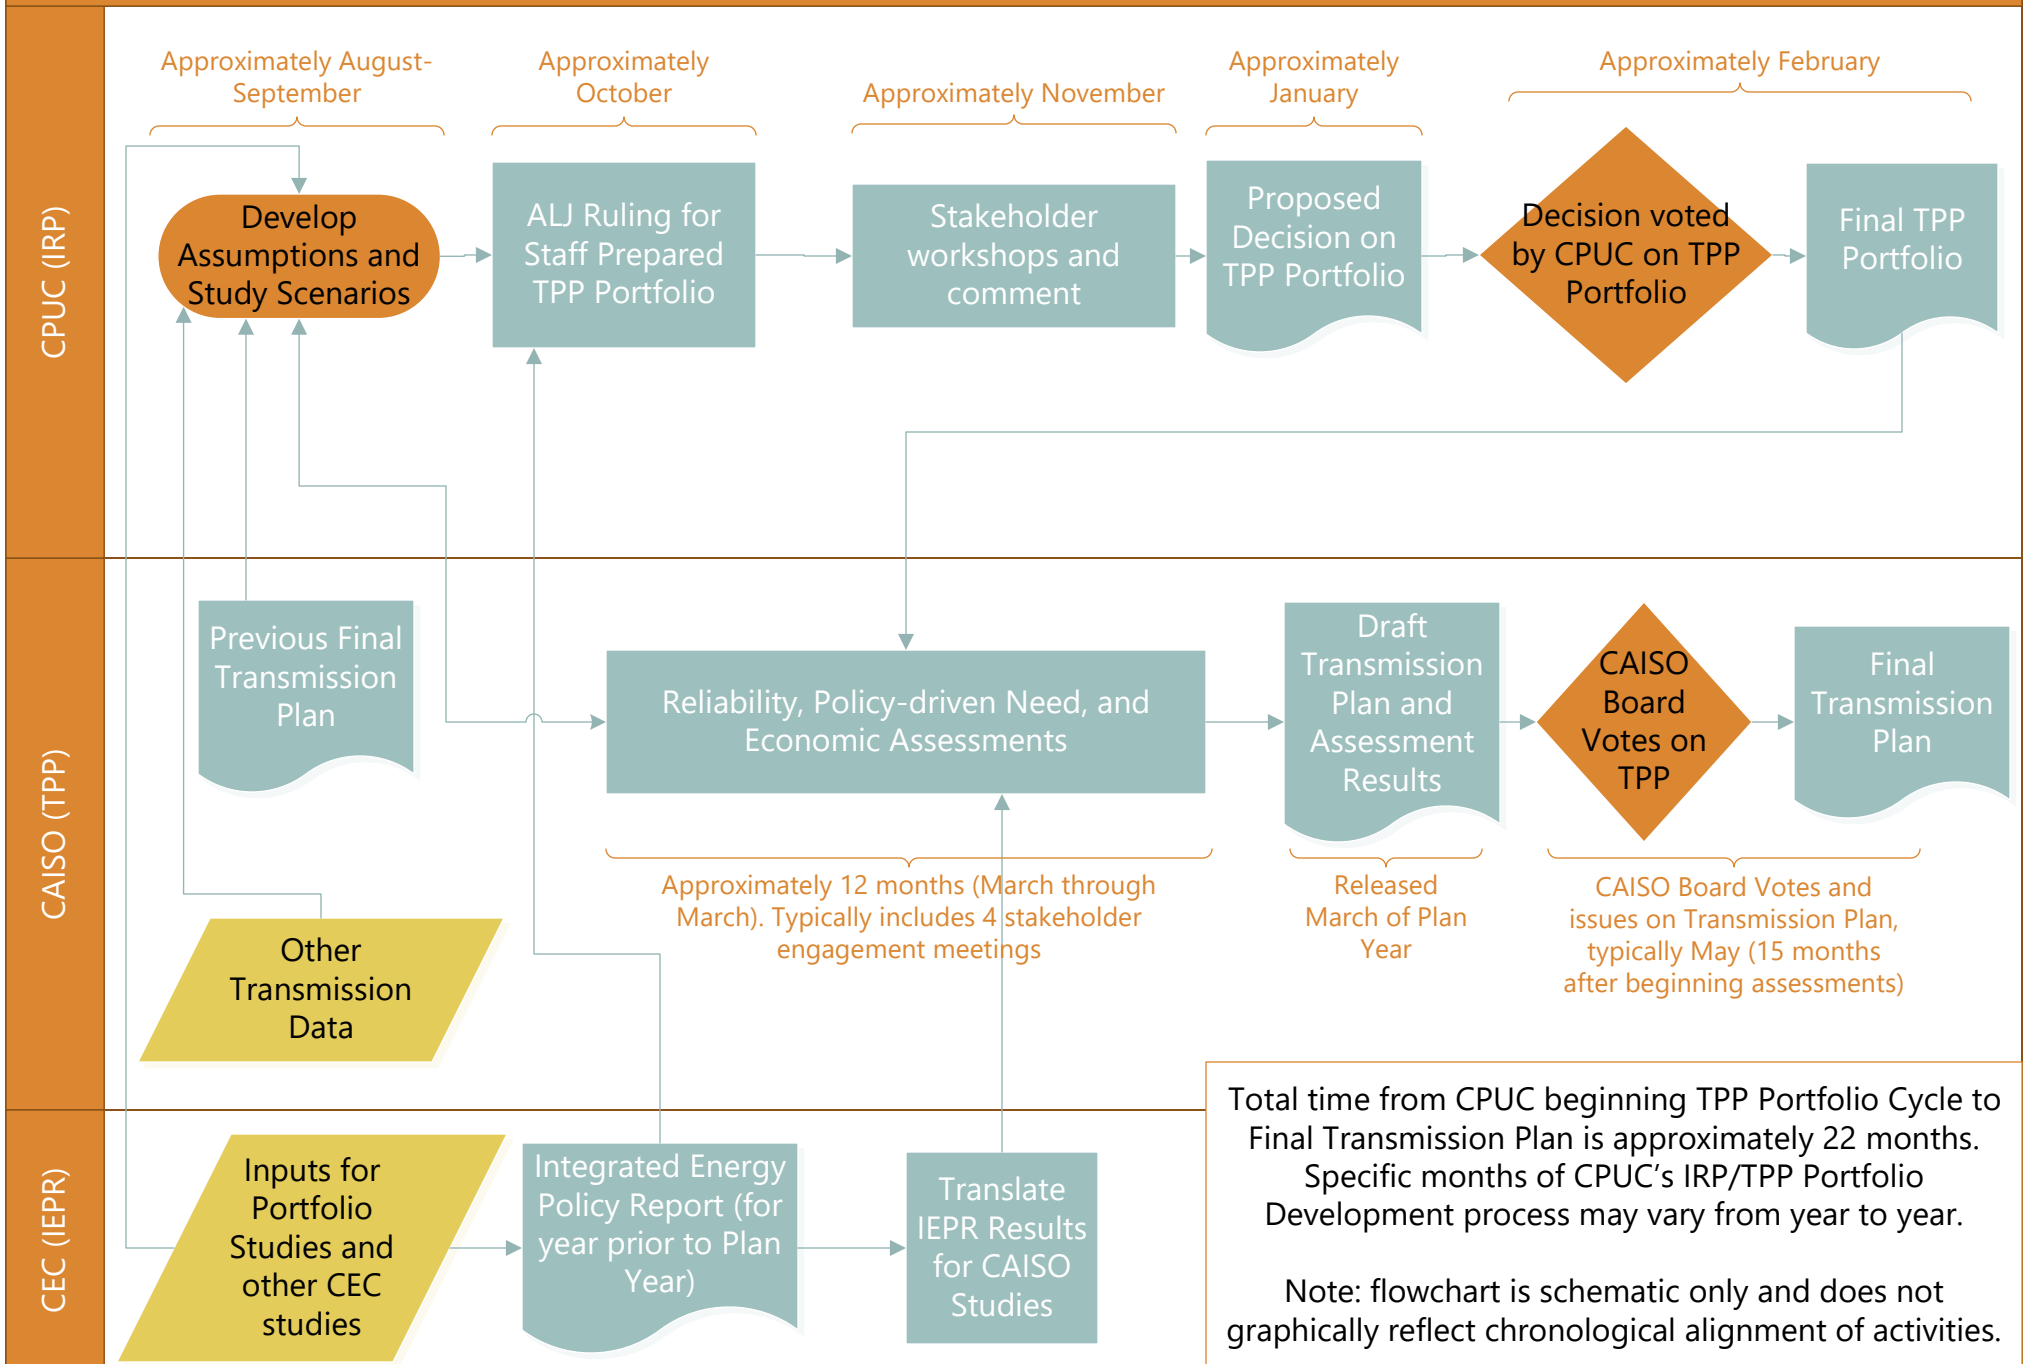 CPUC (IRP)
Approximately August-
September
Approximately
October
Approximately November
Approximately
January
Approximately February
Develop
Assumptions and
Study Scenarios
ALJ Ruling for
Staff Prepared
TPP Portfolio
Stakeholder
workshops and
comment
Proposed
Decision on
TPP Portfolio
Decision voted
by CPUC on TPP
Portfolio
Final TPP
Portfolio
CAISO (TPP)
Previous Final
Transmission
Plan
Reliability, Policy-driven Need, and
Economic Assessments
Draft
Transmission
Plan and
Assessment
Results
CAISO
Board
Votes on
TPP
Final
Transmission
Plan
Approximately 12 months (March through
March). Typically includes 4 stakeholder
engagement meetings
Released
March of Plan
Year
CAISO Board Votes and
issues on Transmission Plan,
typically May (15 months
after beginning assessments)
Other
Transmission
Data
CEC (IEPR)
Inputs for
Portfolio
Studies and
other CEC
studies
Integrated Energy
Policy Report (for
year prior to Plan
Year)
Translate
IEPR Results
for CAISO
Studies
Total time from CPUC beginning TPP Portfolio Cycle to
Final Transmission Plan is approximately 22 months.
Specific months of CPUC’s IRP/TPP Portfolio
Development process may vary from year to year.
Note: flowchart is schematic only and does not
graphically reflect chronological alignment of activities.